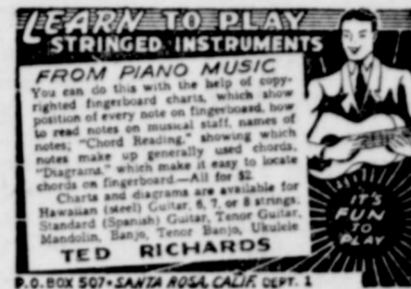 LEARN TO PLAY
STRINGED INSTRUMENTS
FROM PIANO MUSIC
You can do this with the help of copy-
righted fingerboard charts, which show
position of every note on fingerboard, how
to read notes on musical staff, names of
notes; "Chord Reading," showing which
notes make up generally used chords,
"Diagrams," which make it easy to locate
chords on fingerboard.—All for $2.
Charts and diagrams are available for
Hawaiian (steel) Guitar, 6, 7, or 8 strings;
Standard (Spanish) Guitar, Tenor Guitar,
Mandolin, Banjo, Tenor Banjo, Ukulele
TED RICHARDS
P.O. BOX 507 • SANTA ROSA, CALIF. DEPT. 1
IT'S
FUN
TO
PLAY